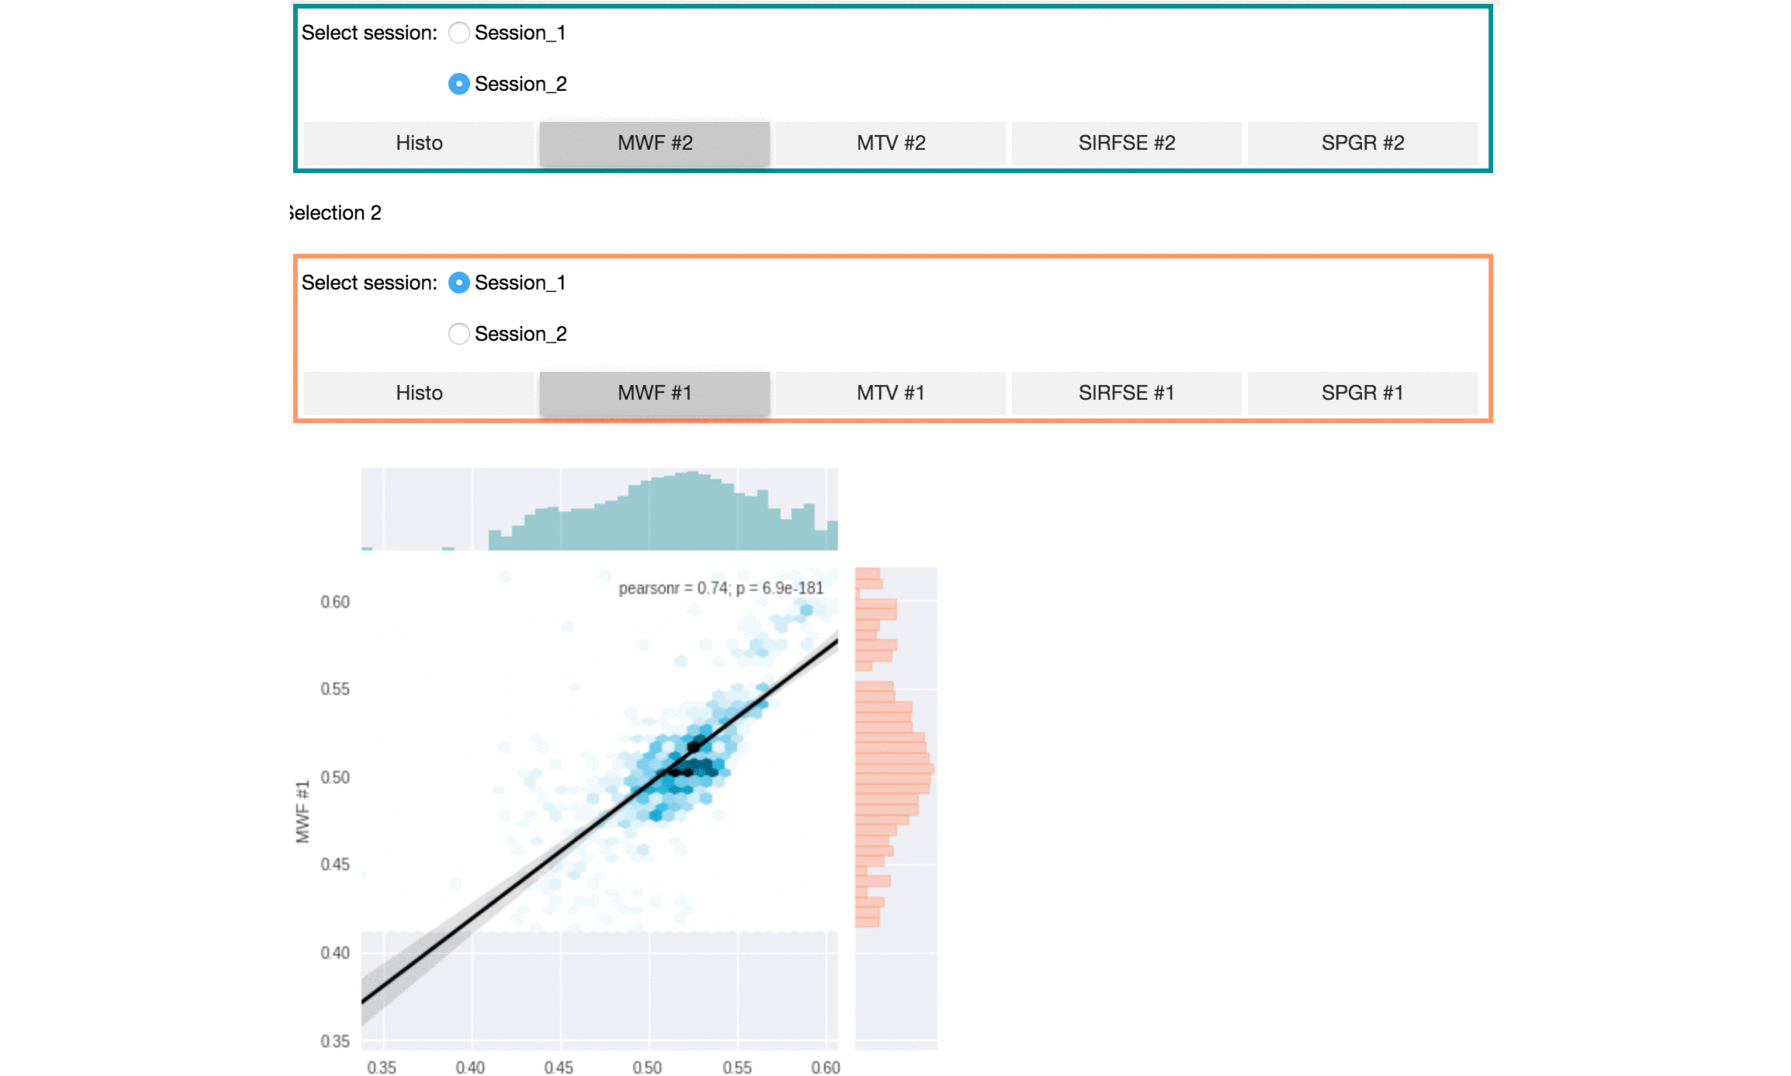 Select session: Session_1
Session_2
Histo MWF #2 MTV #2 SIRFSE #2 SPGR #2
Selection 2
Select session: Session_1
Session_2
Histo MWF #1 MTV #1 SIRFSE #1 SPGR #1
pearsonr = 0.74; p = 6.9e-181
0.60
0.55
0.50
MWF #1
0.45
0.40
0.35
0.35 0.40 0.45 0.50 0.55 0.60